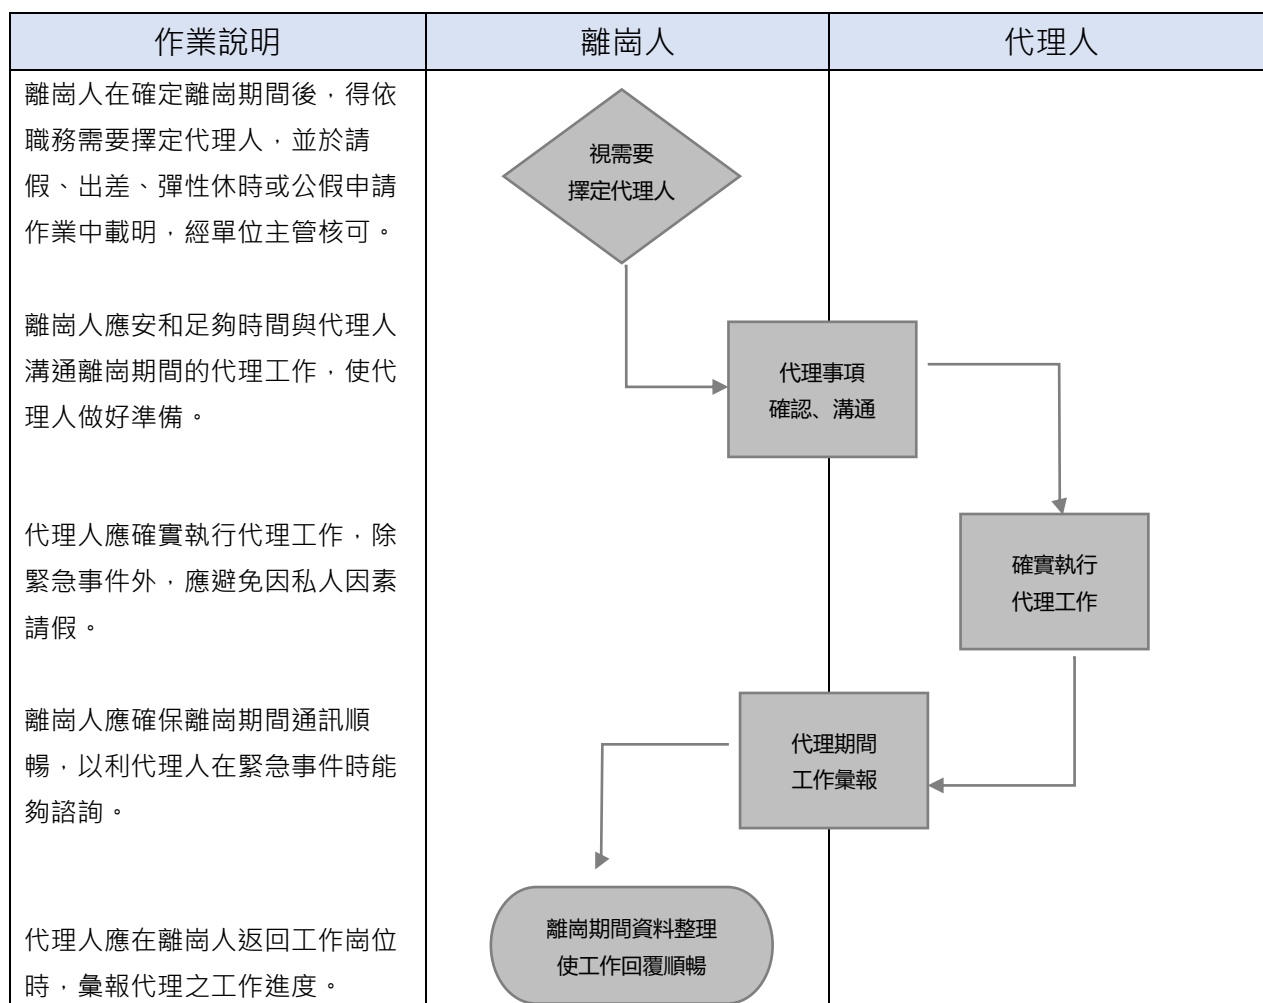 作業說明
離崗人
代理人
離崗人在確定離崗期間後，得依
職務需要擇定代理人，並於請
假、出差、彈性休時或公假申請
作業中載明，經單位主管核可。
視需要
擇定代理人
離崗人應安和足夠時間與代理人
溝通離崗期間的代理工作，使代
理人做好準備。
代理事項
確認、溝通
代理人應確實執行代理工作，除
緊急事件外，應避免因私人因素
請假。
確實執行
代理工作
離崗人應確保離崗期間通訊順
暢，以利代理人在緊急事件時能
夠諮詢。
代理期間
工作彙報
代理人應在離崗人返回工作崗位
時，彙報代理之工作進度。
離崗期間資料整理
使工作回覆順暢